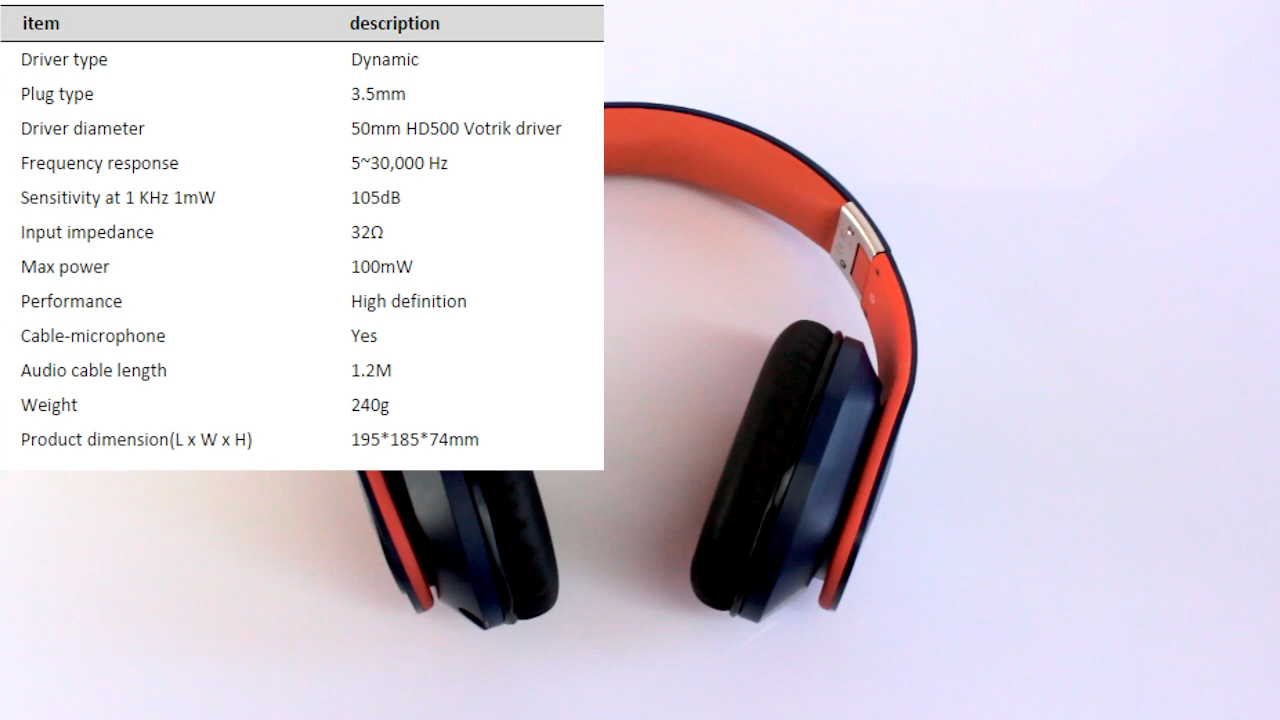 item description
Driver type Dynamic
Plug type 3.5mm
Driver diameter 50mm HD500 Votrik driver
Frequency response 5~30,000 Hz
Sensitivity at 1 KHz 1mW 105dB
Input impedance 32Ω
Max power 100mW
Performance High definition
Cable-microphone Yes
Audio cable length 1.2M
Weight 240g
Product dimension(L x W x H) 195*185*74mm